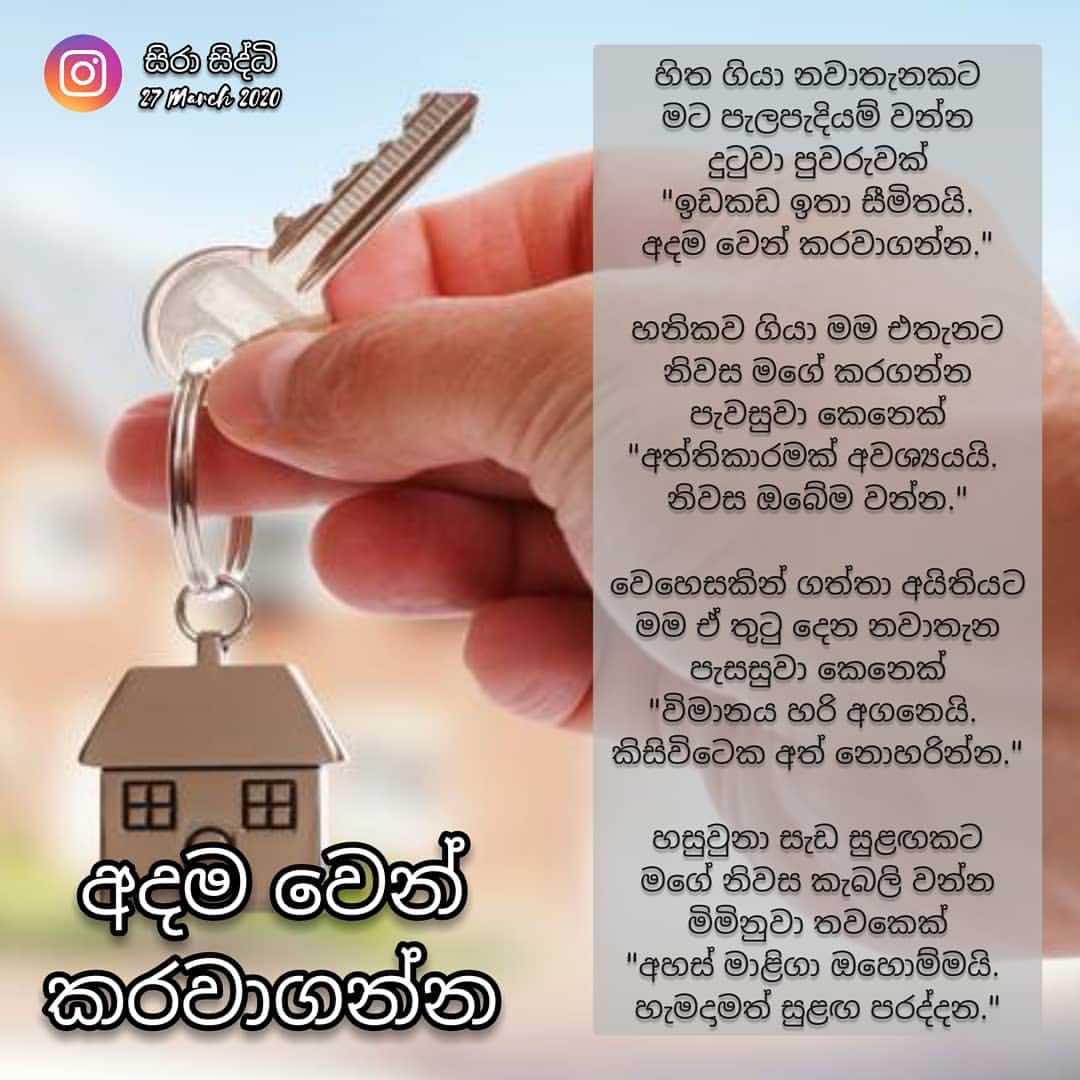 සිරා සිද්ධි
27 March 2020
හිත ගියා නවාතැනකට
මට පැලපැදියම් වන්න
දුටුවා පුවරුවක්
"ඉඩකඩ ඉතා සීමිතයි.
අදම වෙන් කරවාගන්න."
හනිකව ගියා මම එතැනට
නිවස මගේ කරගන්න
පැවසුවා කෙනෙක්
"අත්තිකාරමක් අවශ්‍යයයි.
නිවස ඔබේම වන්න."
වෙහෙසකින් ගත්තා අයිතියට
මම ඒ තුටු දෙන නවාතැන
පැසසුවා කෙනෙක්
"විමානය හරි අගනෙයි.
කිසිවිටෙක අත් නොහරින්න."
හසුවුනා සැඩ සුළඟකට
මගේ නිවස කැබලි වන්න
මිමිනුවා තවකෙක්
"අහස් මාළිගා ඔහොම්මයි.
හැමදාමත් සුළඟ පරද්දන."
අදම වෙන්
කරවාගන්න